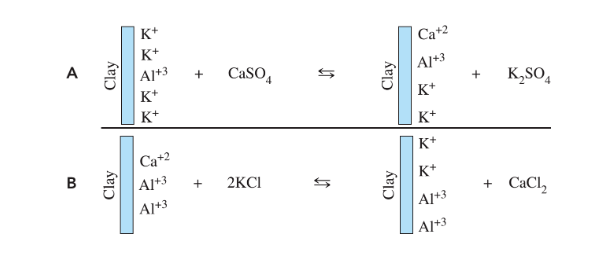 K⁺ Ca⁺²
K⁺ Al⁺³
A Clay Al⁺³ + CaSO₄ ⇆ Clay K⁺ + K₂SO₄
K⁺ K⁺
K⁺
K⁺
Ca⁺² K⁺
B Clay Al⁺³ + 2KCl ⇆ Clay Al⁺³ + CaCl₂
Al⁺³ Al⁺³